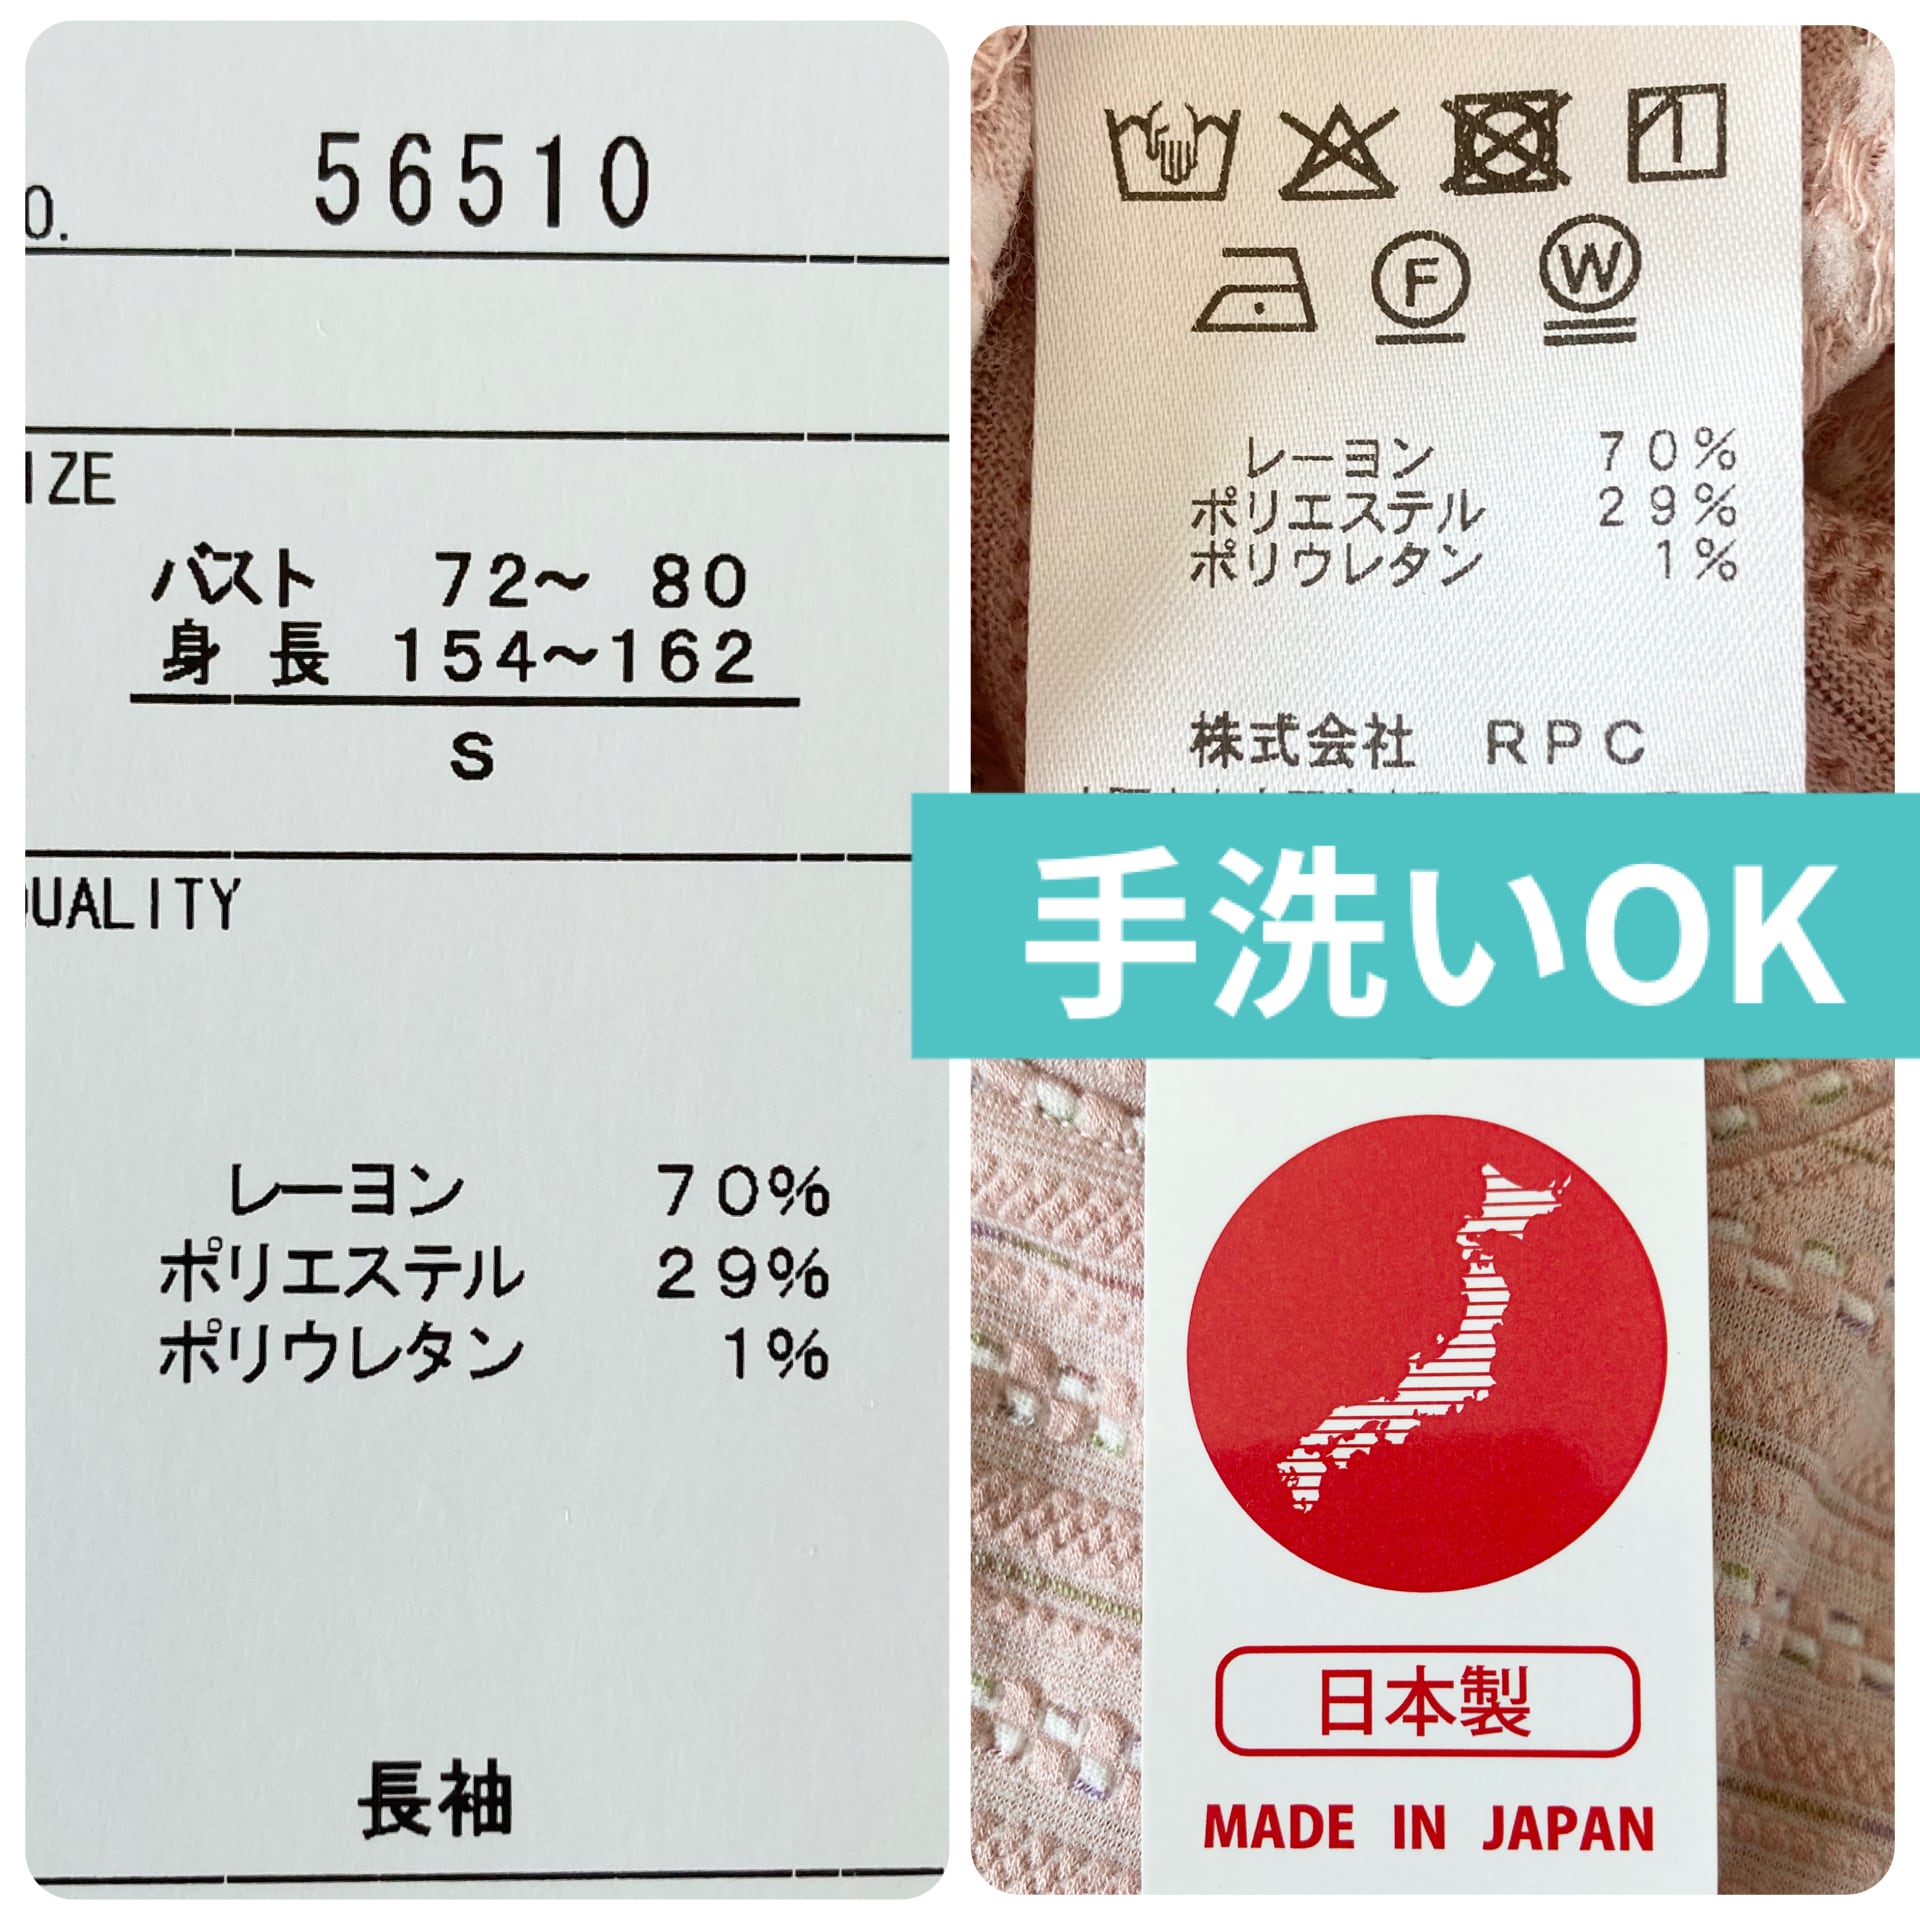 56510
バスト 72～ 80
身 長 154～162
S
レーヨン 70%
ポリエステル 29%
ポリウレタン 1%
長袖
F
W
レーヨン 70%
ポリエステル 29%
ポリウレタン 1%
株式会社 RPC
手洗いOK
日本製
MADE IN JAPAN